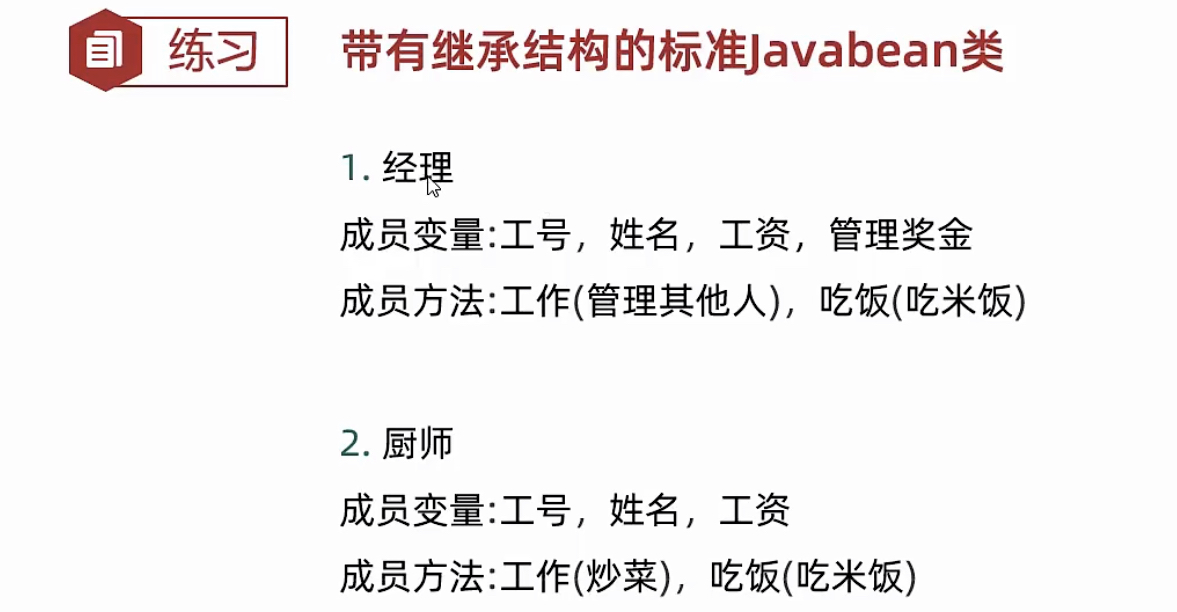 练习
带有继承结构的标准Javabean类
1. 经理
成员变量:工号，姓名，工资，管理奖金
成员方法:工作(管理其他人)，吃饭(吃米饭)
2. 厨师
成员变量:工号，姓名，工资
成员方法:工作(炒菜)，吃饭(吃米饭)